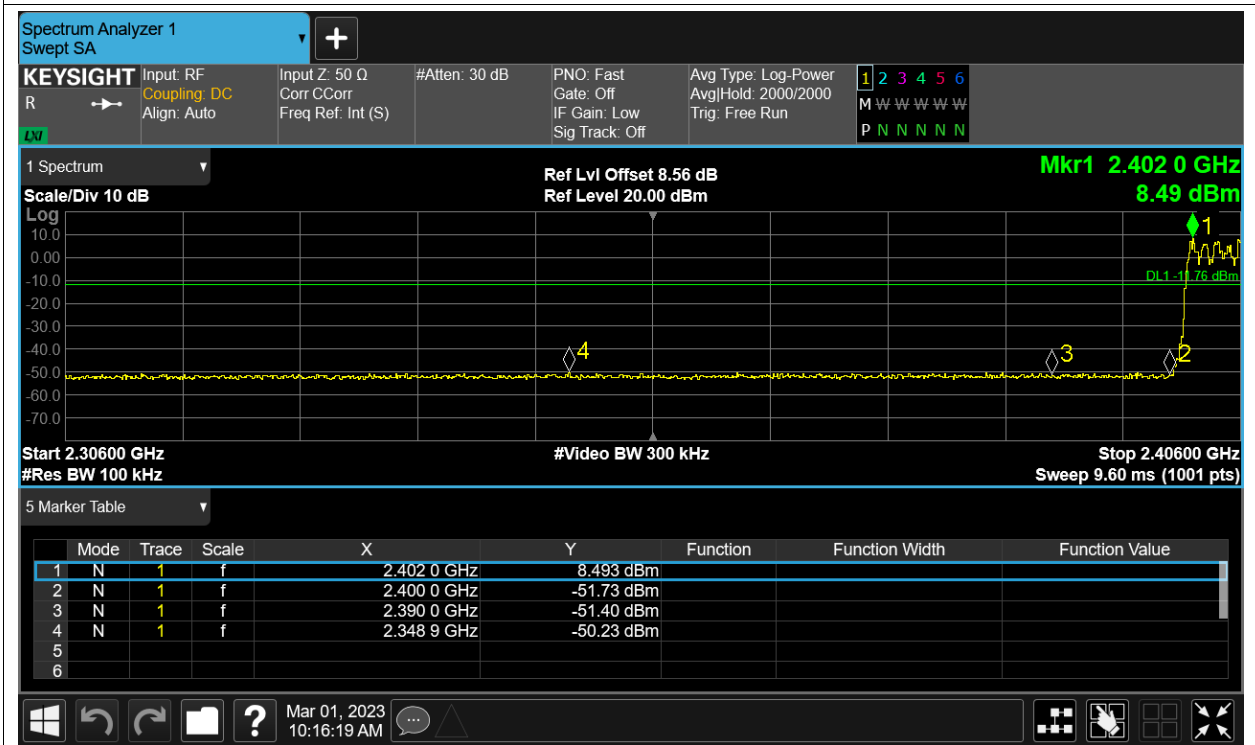 Spectrum Analyzer 1
Swept SA
KEYSIGHT Input: RF Input Z: 50 Ω #Atten: 30 dB PNO: Fast Avg Type: Log-Power 1 2 3 4 5 6
R Coupling: DC Corr CCorr Gate: Off Avg|Hold: 2000/2000 M W W W W W
Align: Auto Freq Ref: Int (S) IF Gain: Low Trig: Free Run
LXI Sig Track: Off P N N N N N
1 Spectrum Ref Lvl Offset 8.56 dB Mkr1 2.402 0 GHz
Scale/Div 10 dB Ref Level 20.00 dBm 8.49 dBm
Log
1
10.0
0.00
DL1 -11.76 dBm
-10.0
-20.0
-30.0
-40.0
4 3 2
-50.0
-60.0
-70.0
Start 2.30600 GHz #Video BW 300 kHz Stop 2.40600 GHz
#Res BW 100 kHz Sweep 9.60 ms (1001 pts)
5 Marker Table
Mode Trace Scale X Y Function Function Width Function Value
1 N 1 f 2.402 0 GHz 8.493 dBm
2 N 1 f 2.400 0 GHz -51.73 dBm
3 N 1 f 2.390 0 GHz -51.40 dBm
4 N 1 f 2.348 9 GHz -50.23 dBm
5
6
? Mar 01, 2023
10:16:19 AM